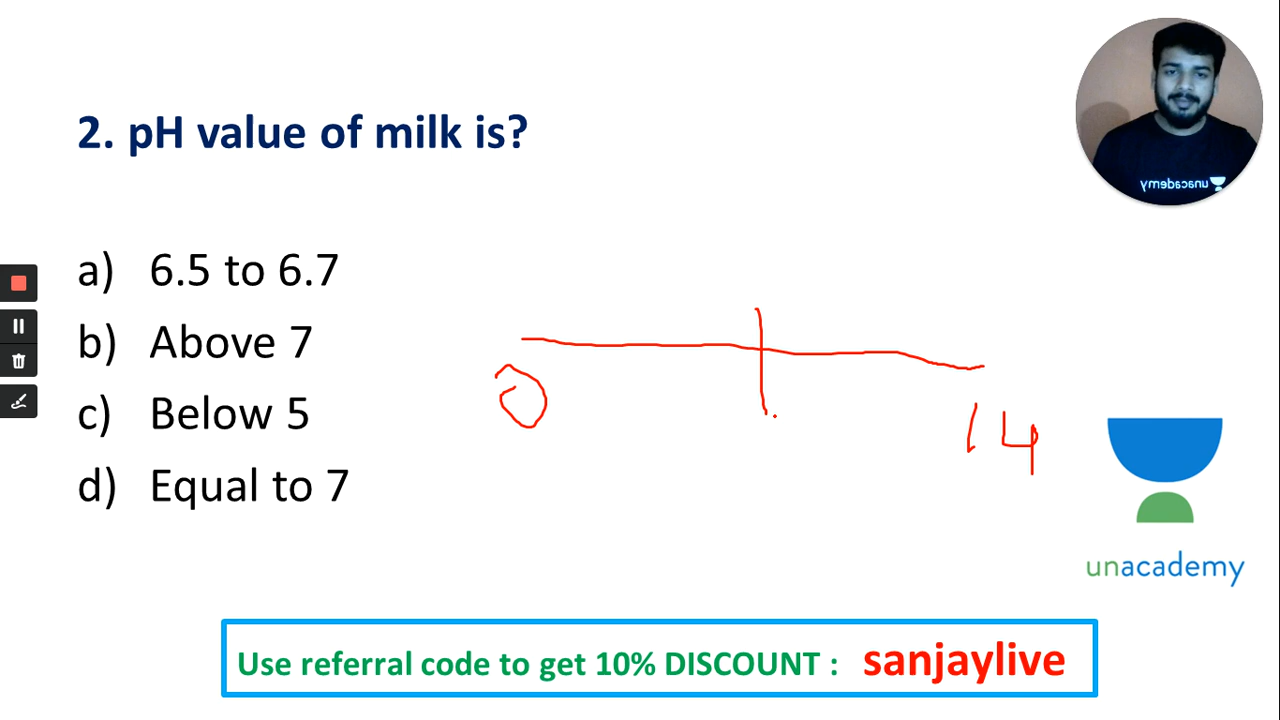 2. pH value of milk is?
unacademy
a) 6.5 to 6.7
b) Above 7
c) Below 5
d) Equal to 7
0
14
unacademy
Use referral code to get 10% DISCOUNT : sanjaylive